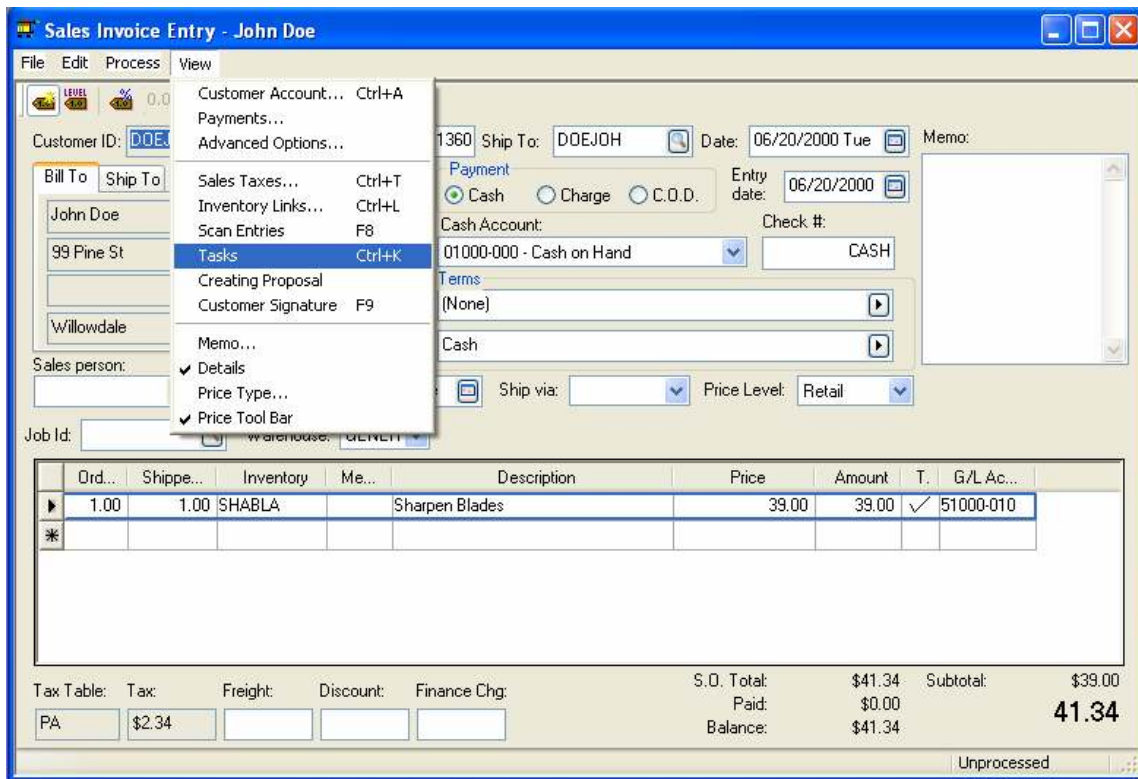 Sales Invoice Entry - John Doe
File Edit Process View
LEVEL
Customer Account... Ctrl+A
Payments...
Advanced Options...
Sales Taxes... Ctrl+T
Inventory Links... Ctrl+L
Scan Entries F8
Tasks Ctrl+K
Creating Proposal
Customer Signature F9
Memo...
Details
Price Type...
Price Tool Bar
Customer ID: 1360 Ship To: DOEJOH Date: 06/20/2000 Tue Memo:
Bill To Ship To
Payment
Cash Charge C.O.D.
Entry date: 06/20/2000
John Doe
Cash Account: Check #:
99 Pine St
01000-000 - Cash on Hand CASH
Terms
(None)
Willowdale
Cash
Sales person:
Ship via: Price Level: Retail
Job Id: Warehouse:
Ord... Shippe... Inventory Me... Description Price Amount T. G/L Ac...
1.00 1.00 SHABLA Sharpen Blades 39.00 39.00 51000-010
Tax Table: Tax: Freight: Discount: Finance Chg:
PA $2.34
S.O. Total: $41.34 Subtotal: $39.00
Paid: $0.00
41.34
Balance: $41.34
Unprocessed